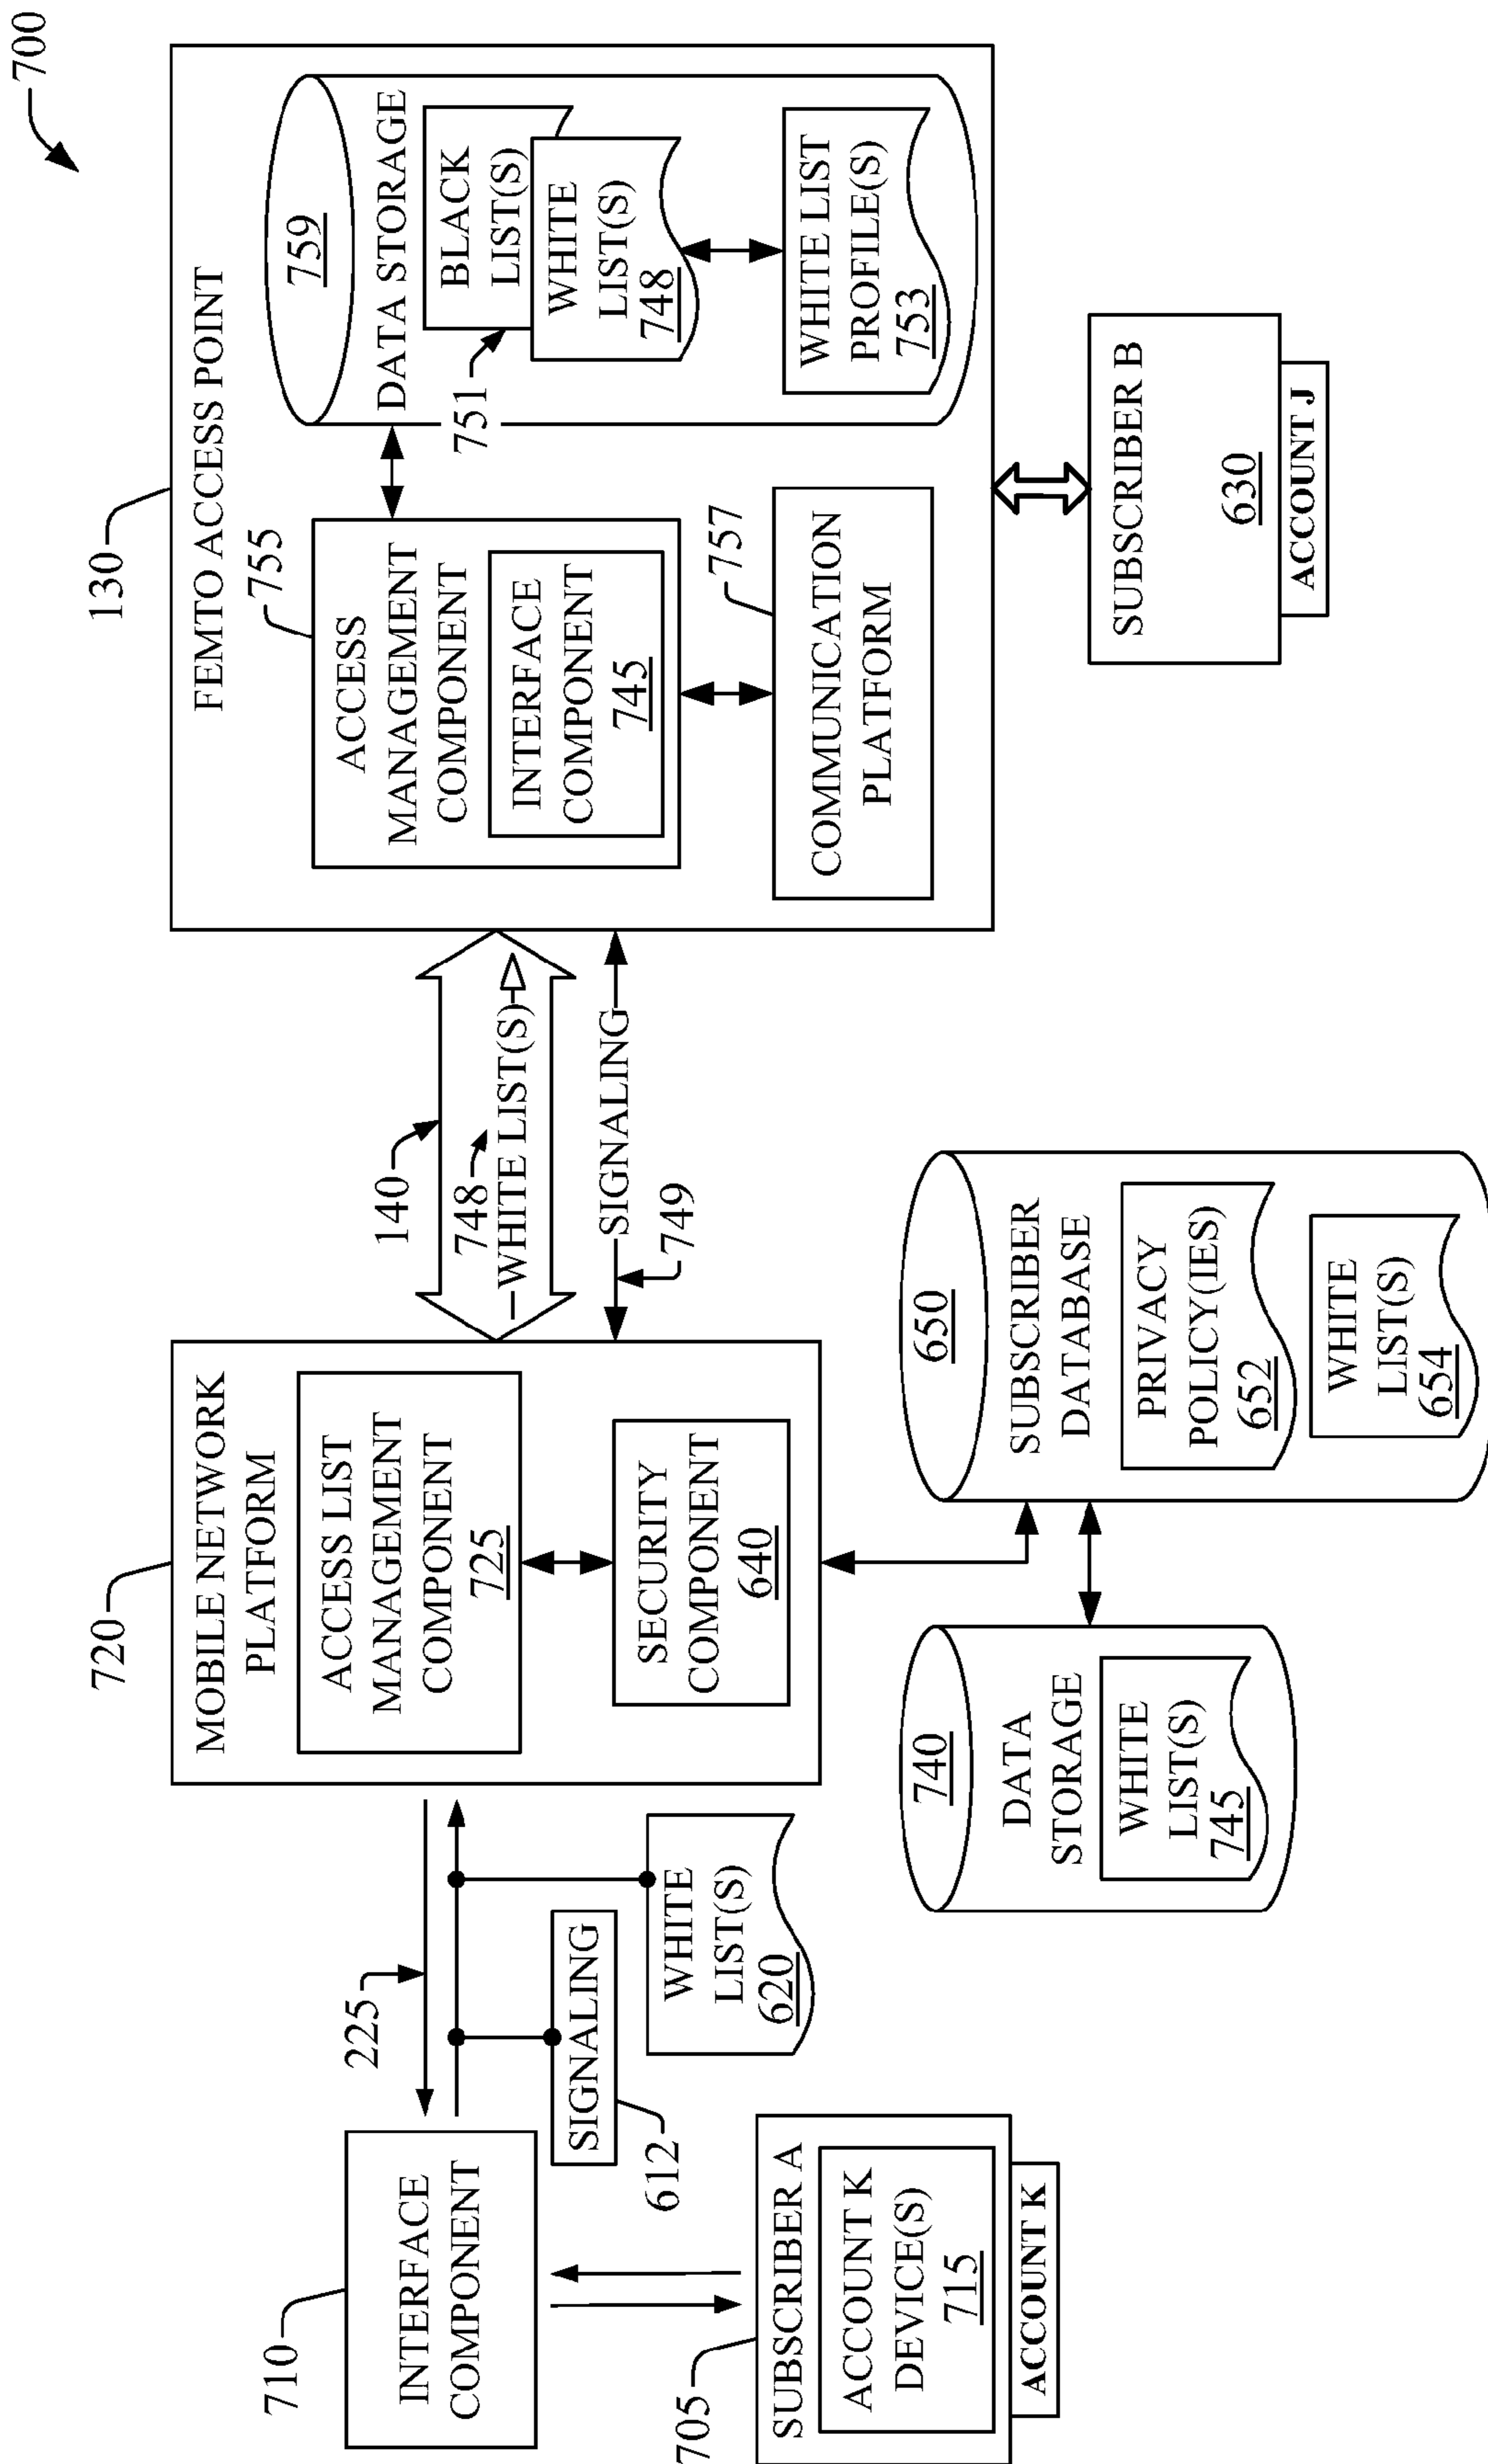 700
130
FEMTO ACCESS POINT
755
ACCESS
MANAGEMENT
COMPONENT
INTERFACE
COMPONENT
745
757
COMMUNICATION
PLATFORM
759
DATA STORAGE
751
BLACK
LIST(S)
WHITE
LIST(S)
748
WHITE LIST
PROFILE(S)
753
SUBSCRIBER B
630
ACCOUNT J
140
748
WHITE LIST(S)
SIGNALING
749
720
MOBILE NETWORK
PLATFORM
ACCESS LIST
MANAGEMENT
COMPONENT
725
SECURITY
COMPONENT
640
650
SUBSCRIBER
DATABASE
PRIVACY
POLICY(IES)
652
WHITE
LIST(S)
654
740
DATA
STORAGE
WHITE
LIST(S)
745
225
SIGNALING
612
WHITE
LIST(S)
620
710
INTERFACE
COMPONENT
705
SUBSCRIBER A
ACCOUNT K
DEVICE(S)
715
ACCOUNT K